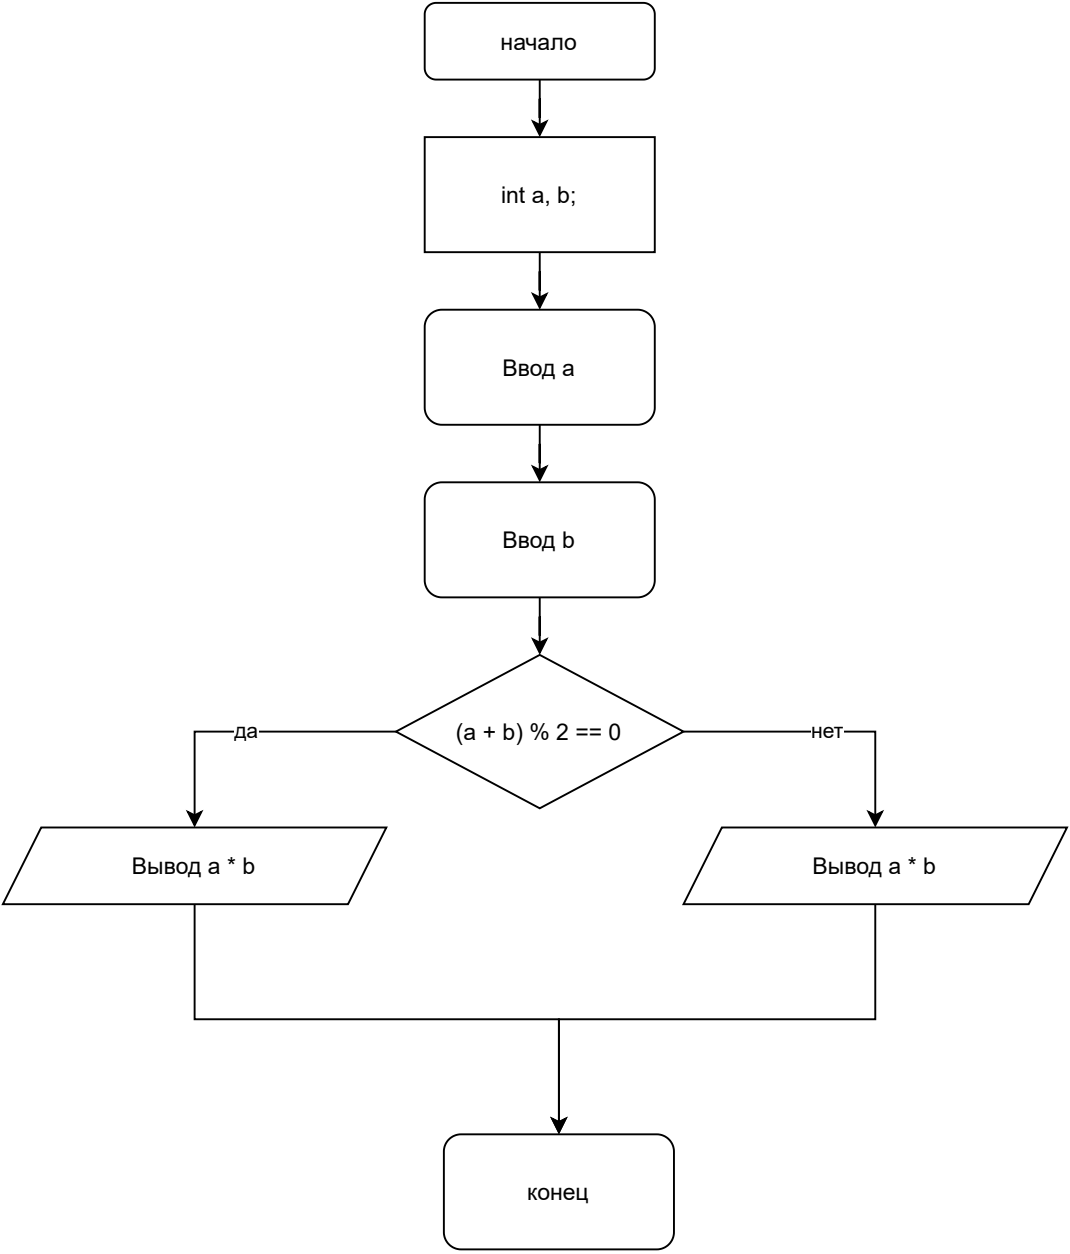 начало
int a, b;
Ввод a
Ввод b
(a + b) % 2 == 0
да
нет
Вывод a * b
Вывод a * b
конец